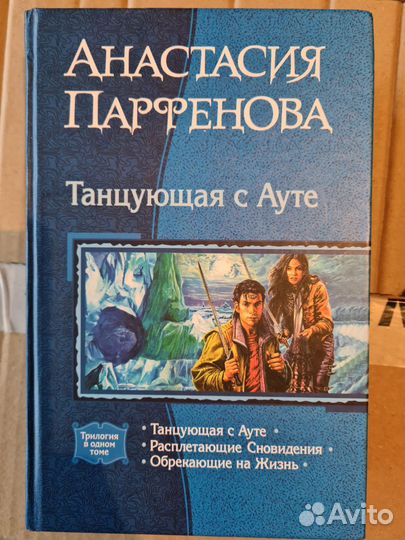 АНАСТАСИЯ
ПАРФЕНОВА
Танцующая с Ауте
Трилогия
в одном
томе
• Танцующая с Ауте •
• Расплетающие Сновидения •
• Обрекающие на Жизнь •
Avito